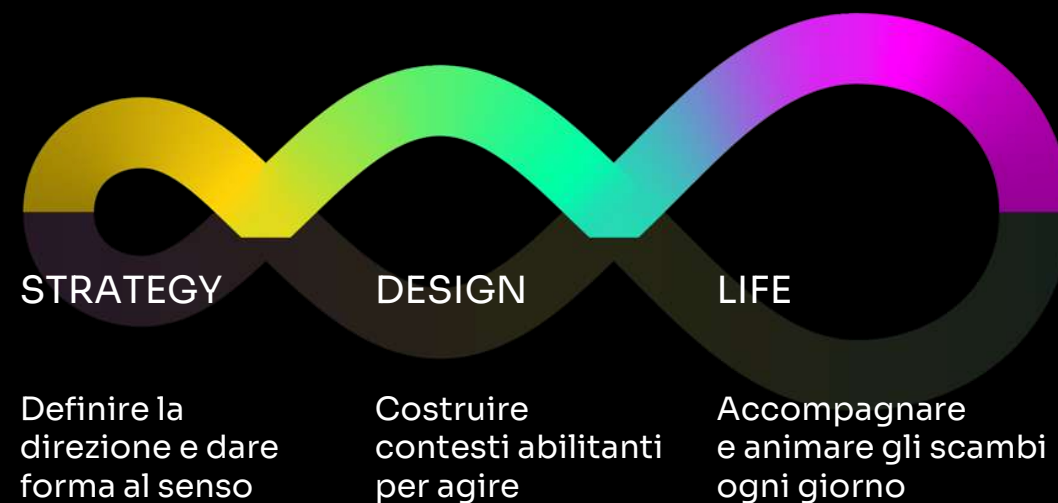 STRATEGY
Definire la
direzione e dare
forma al senso
DESIGN
Costruire
contesti abilitanti
per agire
LIFE
Accompagnare
e animare gli scambi
ogni giorno